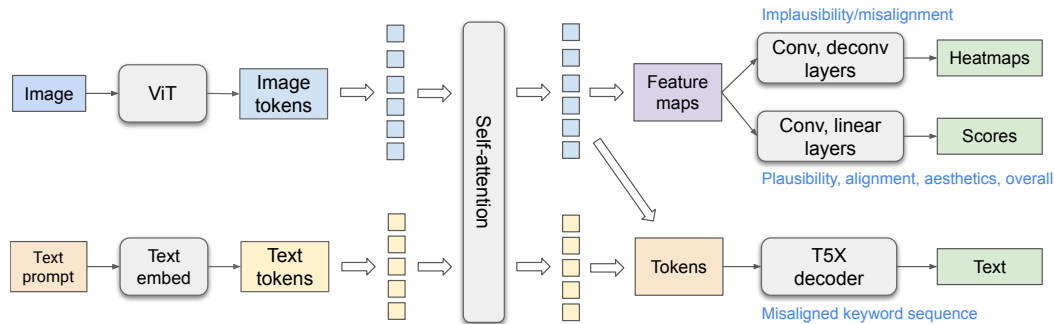 Implausibility/misalignment
Image
ViT
Image
tokens
Feature
maps
Conv, deconv
layers
Heatmaps
Conv, linear
layers
Scores
Plausibility, alignment, aesthetics, overall
Self-attention
Text
prompt
Text
embed
Text
tokens
Tokens
T5X
decoder
Text
Misaligned keyword sequence